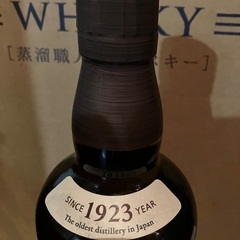 WHISKY
[蒸溜職人
キー]
SINCE 1923 YEAR
The oldest distillery in Japan